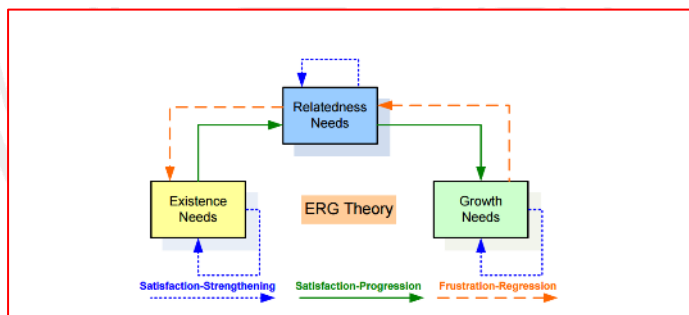 Relatedness
Needs
Existence
Needs
ERG Theory
Growth
Needs
Satisfaction-Strengthening
Satisfaction-Progression
Frustration-Regression